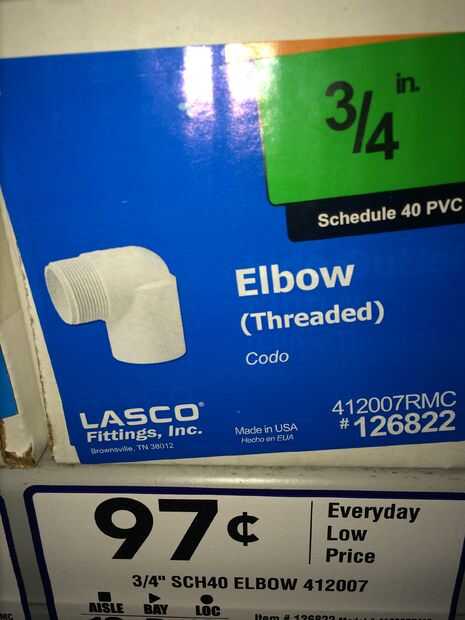 3/4 in.
Schedule 40 PVC
Elbow
(Threaded)
Codo
LASCO®
Fittings, Inc.
Brownsville, TN 38012
Made in USA
Hecho en EUA
412007RMC
#126822
97¢
Everyday
Low
Price
3/4" SCH40 ELBOW 412007
AISLE BAY LOC
Item #